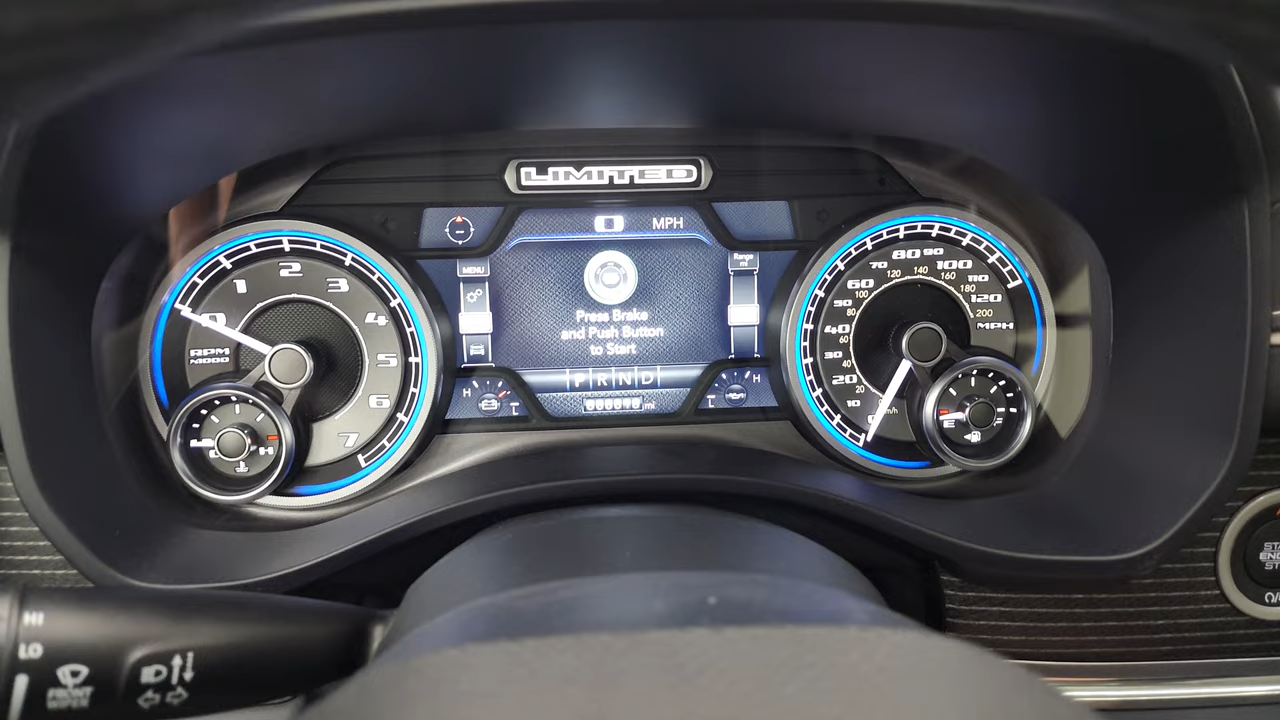 LIMITED
0 MPH
MENU
Range
mi
Press Brake
and Push Button
to Start
P R N D
mi
H L
L H
0 1 2 3 4 5 6 7
RPM
x1000
C H
10 20 30 40 50 60 70 80 90 100 110 120
MPH
20 40 60 80 100 120 140 160 180 200
km/h
E F
HI
LO
FRONT
WIPER